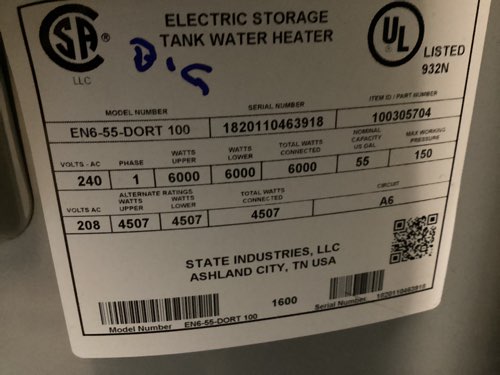 SA
LLC
ELECTRIC STORAGE
TANK WATER HEATER
UL
LISTED
932N
BIG
MODEL NUMBER
SERIAL NUMBER
ITEM ID / PART NUMBER
EN6-55-DORT 100
1820110463918
100305704
VOLTS - AC
PHASE
WATTS UPPER
WATTS LOWER
TOTAL WATTS CONNECTED
NOMINAL CAPACITY US GAL
MAX WORKING PRESSURE
240
1
6000
6000
6000
55
150
ALTERNATE RATINGS
VOLTS AC
WATTS UPPER
WATTS LOWER
TOTAL WATTS CONNECTED
CIRCUIT
208
4507
4507
4507
A6
STATE INDUSTRIES, LLC
ASHLAND CITY, TN USA
1600
Model Number EN6-55-DORT 100
Serial Number 1820110463918